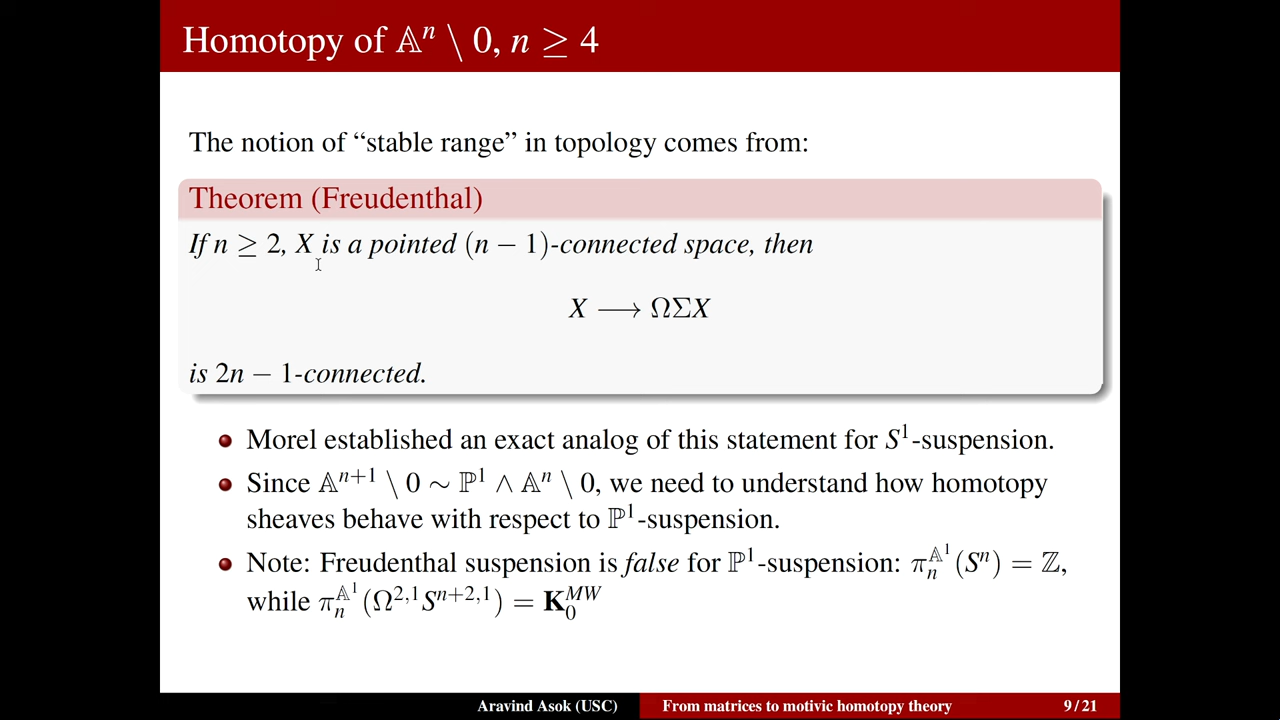 Homotopy of 𝔸ⁿ \ 0, n ≥ 4
The notion of “stable range” in topology comes from:
Theorem (Freudenthal)
If n ≥ 2, X is a pointed (n − 1)-connected space, then
X ⟶ ΩΣX
is 2n − 1-connected.
Morel established an exact analog of this statement for S¹-suspension.
Since 𝔸ⁿ⁺¹ \ 0 ∼ ℙ¹ ∧ 𝔸ⁿ \ 0, we need to understand how homotopy
sheaves behave with respect to ℙ¹-suspension.
Note: Freudenthal suspension is false for ℙ¹-suspension: π_n^{𝔸¹}(Sⁿ) = ℤ,
while π_n^{𝔸¹}(Ω^{2,1}S^{n+2,1}) = 𝐊_0^{MW}
Aravind Asok (USC) From matrices to motivic homotopy theory 9 / 21